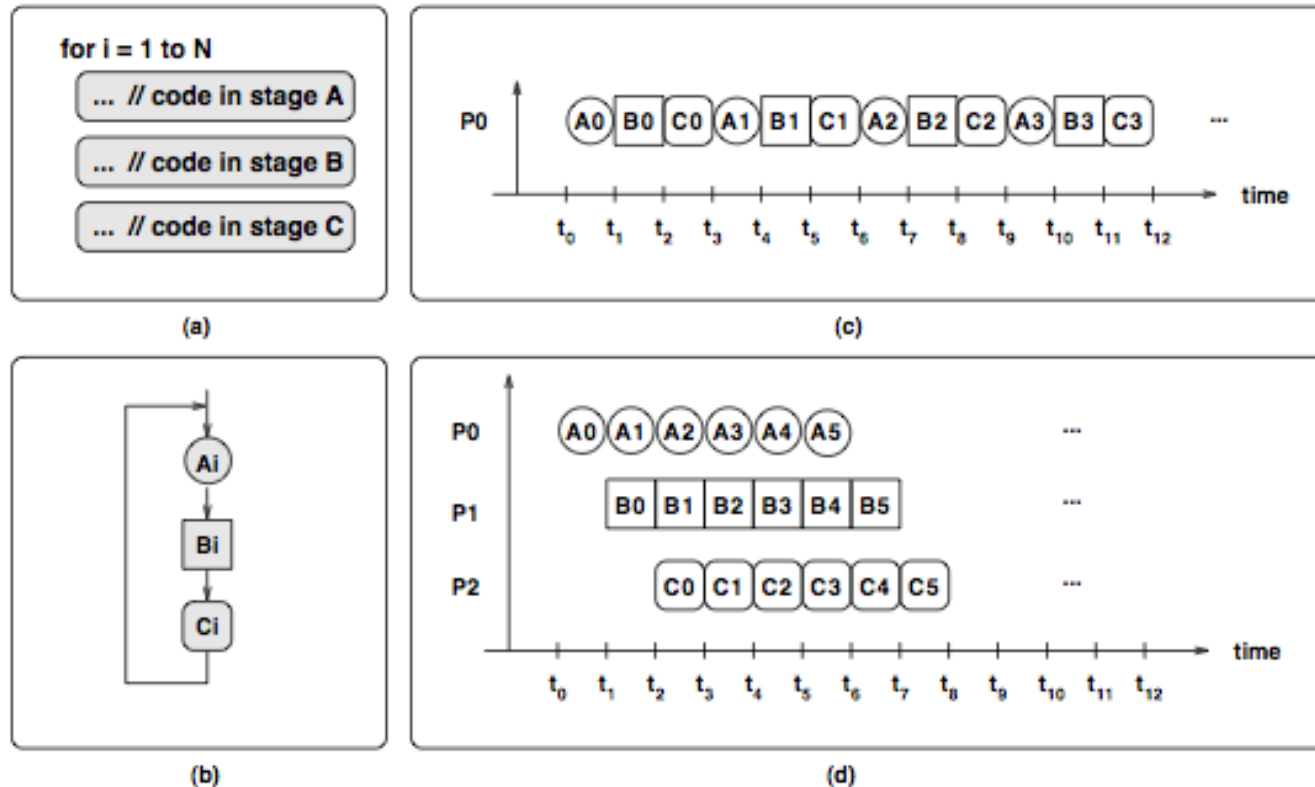 for i = 1 to N
... // code in stage A
... // code in stage B
... // code in stage C
(a)
P0 A0 B0 C0 A1 B1 C1 A2 B2 C2 A3 B3 C3 ...
time
t0 t1 t2 t3 t4 t5 t6 t7 t8 t9 t10 t11 t12
(c)
Ai
Bi
Ci
(b)
P0 A0 A1 A2 A3 A4 A5 ...
P1 B0 B1 B2 B3 B4 B5 ...
P2 C0 C1 C2 C3 C4 C5 ...
time
t0 t1 t2 t3 t4 t5 t6 t7 t8 t9 t10 t11 t12
(d)